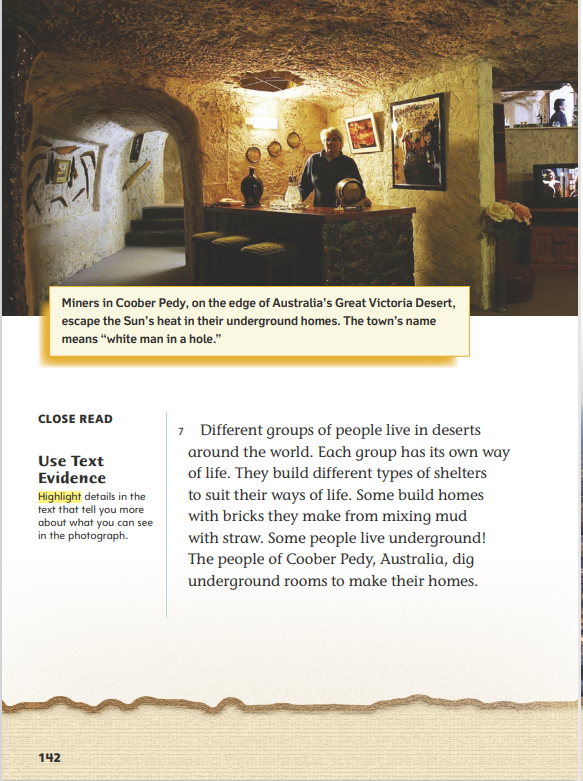 Miners in Coober Pedy, on the edge of Australia's Great Victoria Desert,
escape the Sun's heat in their underground homes. The town's name
means "white man in a hole."
CLOSE READ
Use Text
Evidence
Highlight details in the
text that tell you more
about what you can see
in the photograph.
7 Different groups of people live in deserts
around the world. Each group has its own way
of life. They build different types of shelters
to suit their ways of life. Some build homes
with bricks they make from mixing mud
with straw. Some people live underground!
The people of Coober Pedy, Australia, dig
underground rooms to make their homes.
142